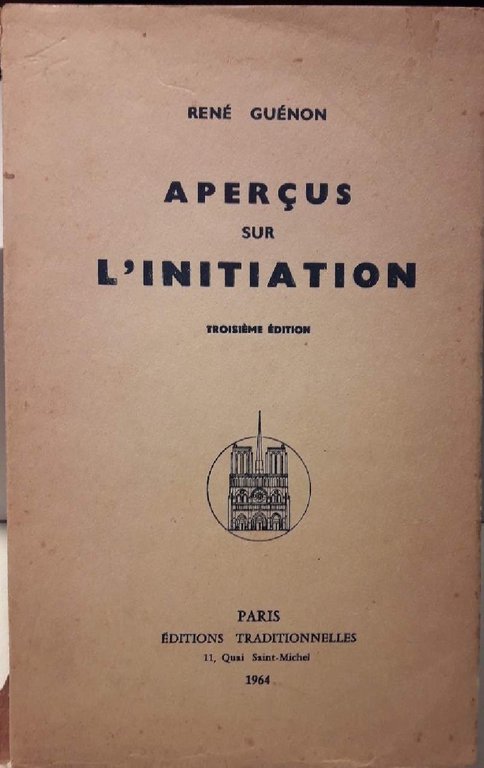 RENÉ GUÉNON
APERÇUS
SUR
L'INITIATION
TROISIÈME ÉDITION
PARIS
ÉDITIONS TRADITIONNELLES
11, Quai Saint-Michel
1964